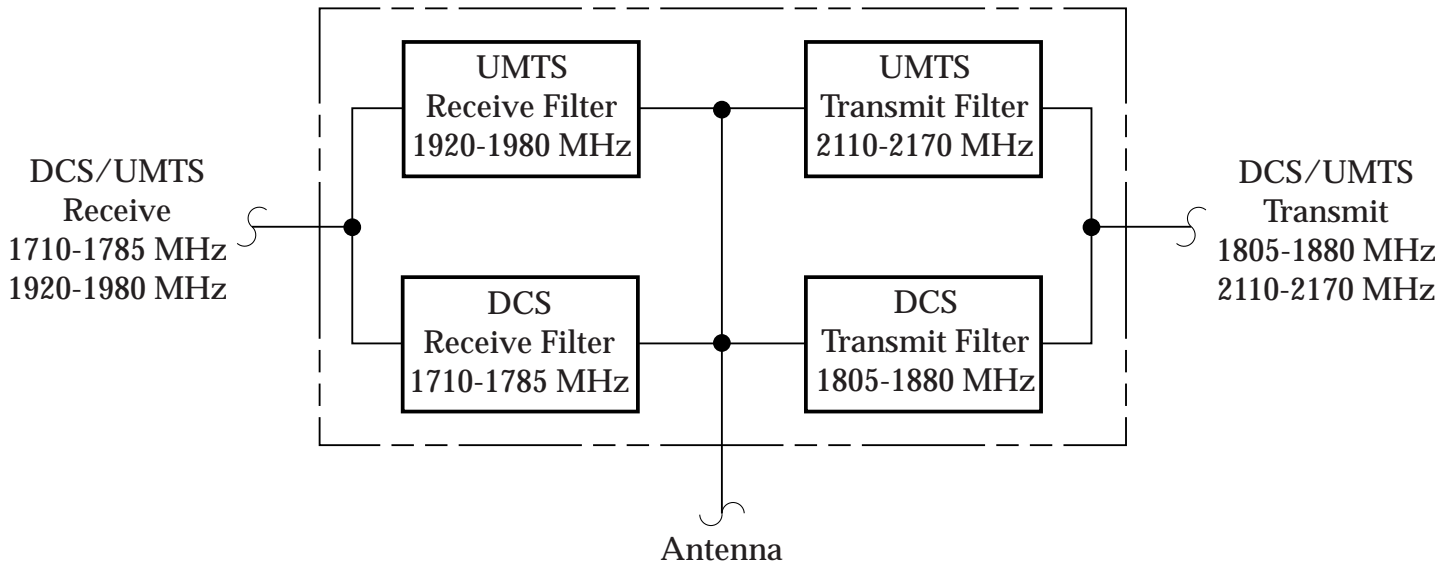 UMTS
Receive Filter
1920-1980 MHz
UMTS
Transmit Filter
2110-2170 MHz
DCS/UMTS
Receive
1710-1785 MHz
1920-1980 MHz
DCS/UMTS
Transmit
1805-1880 MHz
2110-2170 MHz
DCS
Receive Filter
1710-1785 MHz
DCS
Transmit Filter
1805-1880 MHz
Antenna